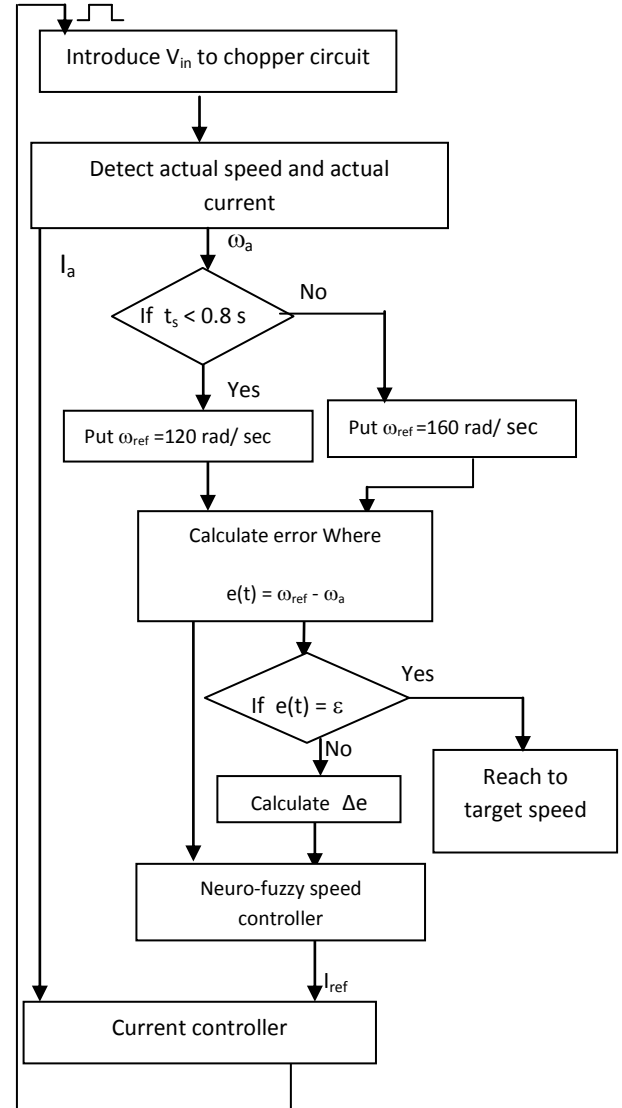 Introduce V_in to chopper circuit
Detect actual speed and actual
current
I_a
ω_a
If t_s < 0.8 s
No
Yes
Put ω_ref =120 rad/ sec
Put ω_ref =160 rad/ sec
Calculate error Where
e(t) = ω_ref - ω_a
If e(t) = ε
Yes
No
Calculate Δe
Reach to
target speed
Neuro-fuzzy speed
controller
I_ref
Current controller